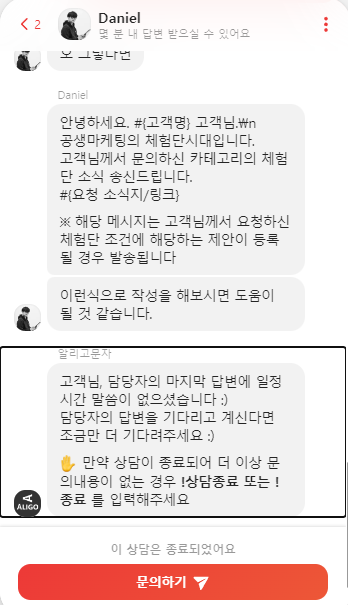 2
Daniel
몇 분 내 답변 받으실 수 있어요
오 그렇다면
Daniel
안녕하세요. #{고객명} 고객님.₩n
공생마케팅의 체험단시대입니다.
고객님께서 문의하신 카테고리의 체험
단 소식 송신드립니다.
#{요청 소식지/링크}
※ 해당 메시지는 고객님께서 요청하신
체험단 조건에 해당하는 제안이 등록
될 경우 발송됩니다
이런식으로 작성을 해보시면 도움이
될 것 같습니다.
알리고문자
고객님, 담당자의 마지막 답변에 일정
시간 말씀이 없으셨습니다 :)
담당자의 답변을 기다리고 계신다면
조금만 더 기다려주세요 :)
✋ 만약 상담이 종료되어 더 이상 문
의내용이 없는 경우 !상담종료 또는 !
종료 를 입력해주세요
A
ALIGO
이 상담은 종료되었어요
문의하기